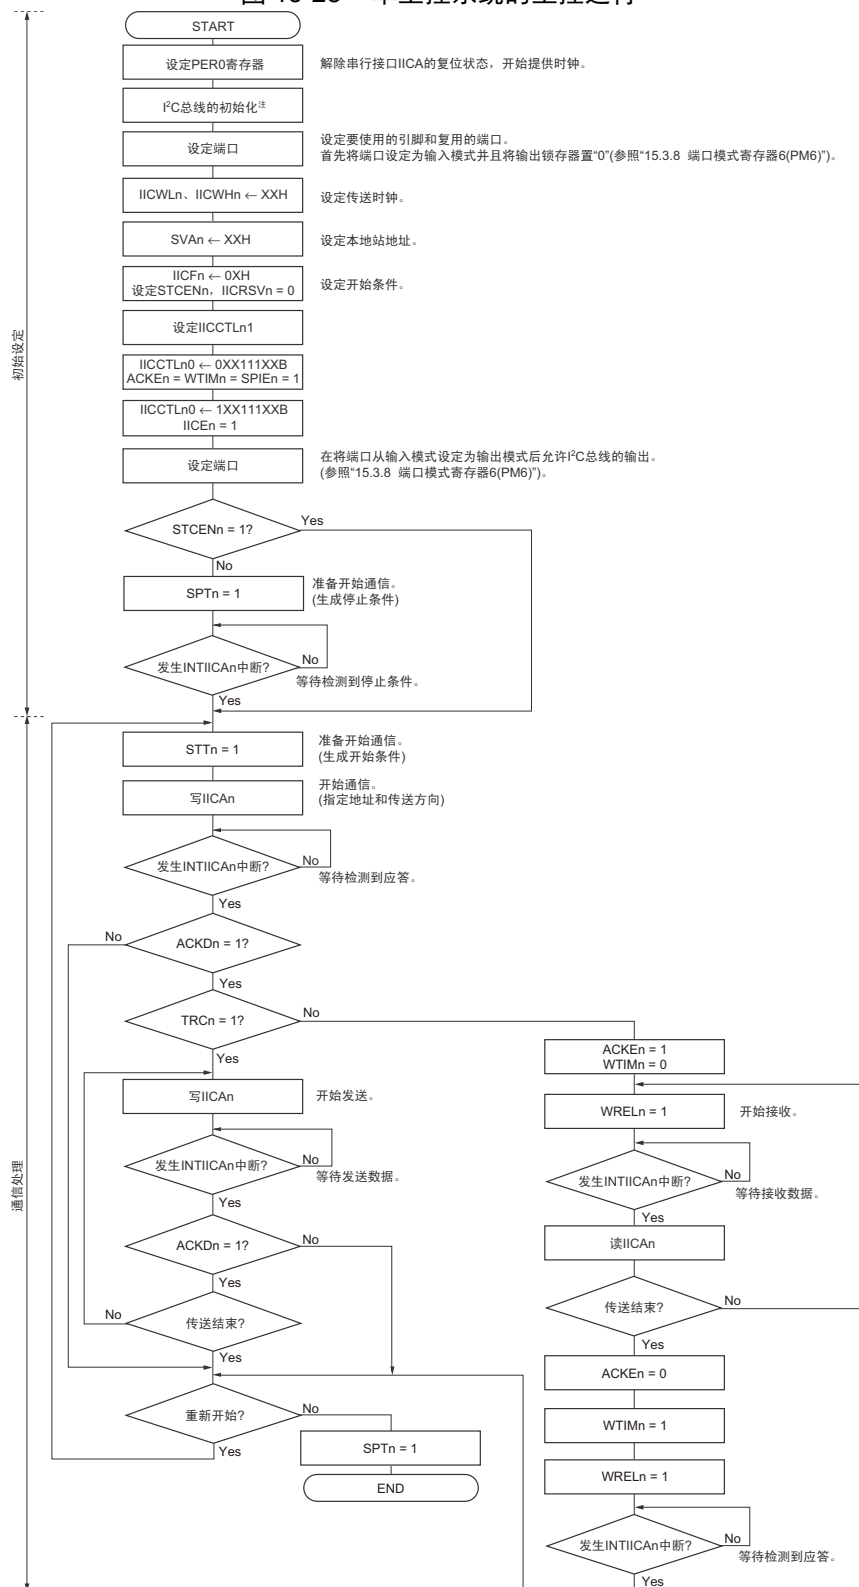 START
设定PER0寄存器
解除串行接口IICA的复位状态，开始提供时钟。
I²C总线的初始化注
设定端口
设定要使用的引脚和复用的端口。
首先将端口设定为输入模式并且将输出锁存器置“0”(参照“15.3.8 端口模式寄存器6(PM6)”)。
IICWLn、IICWHn ← XXH
设定传送时钟。
SVAn ← XXH
设定本地站地址。
IICFn ← 0XH
设定STCENn，IICRSVn = 0
设定开始条件。
设定IICCTLn1
初始设定
IICCTLn0 ← 0XX111XXB
ACKEn = WTIMn = SPIEn = 1
IICCTLn0 ← 1XX111XXB
IICEn = 1
设定端口
在将端口从输入模式设定为输出模式后允许I²C总线的输出。
(参照“15.3.8 端口模式寄存器6(PM6)”)。
STCENn = 1?
Yes
No
SPTn = 1
准备开始通信。
(生成停止条件)
发生INTIICAn中断?
No
等待检测到停止条件。
Yes
STTn = 1
准备开始通信。
(生成开始条件)
写IICAn
开始通信。
(指定地址和传送方向)
发生INTIICAn中断?
No
等待检测到应答。
Yes
No
ACKDn = 1?
Yes
TRCn = 1?
No
Yes
ACKEn = 1
WTIMn = 0
写IICAn
开始发送。
WRELn = 1
开始接收。
通信处理
发生INTIICAn中断?
No
等待发送数据。
Yes
发生INTIICAn中断?
No
等待接收数据。
Yes
ACKDn = 1?
No
Yes
读IICAn
No
传送结束?
Yes
传送结束?
No
Yes
ACKEn = 0
重新开始?
No
Yes
WTIMn = 1
SPTn = 1
WRELn = 1
END
发生INTIICAn中断?
No
等待检测到应答。
Yes